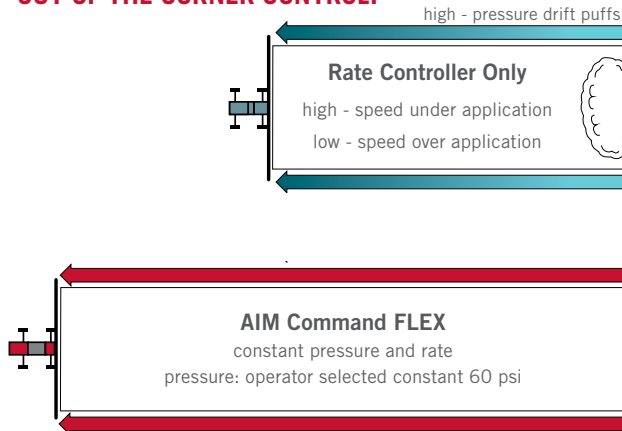 OUT OF THE CORNER CONTROL!
high - pressure drift puffs
Rate Controller Only
high - speed under application
low - speed over application
AIM Command FLEX
constant pressure and rate
pressure: operator selected constant 60 psi